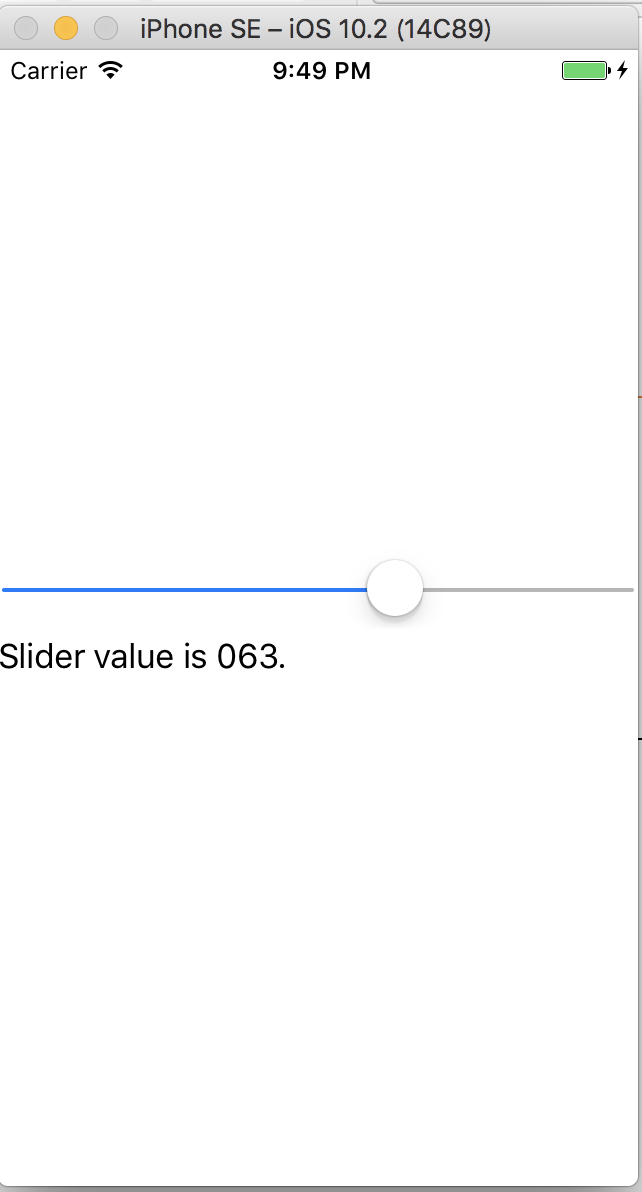 iPhone SE – iOS 10.2 (14C89)
Carrier 9:49 PM
Slider value is 063.